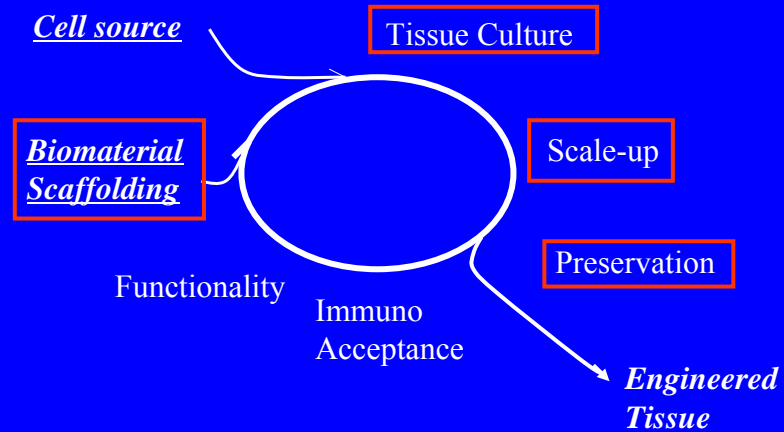 Cell source
Tissue Culture
Biomaterial
Scaffolding
Scale-up
Preservation
Functionality
Immuno
Acceptance
Engineered
Tissue